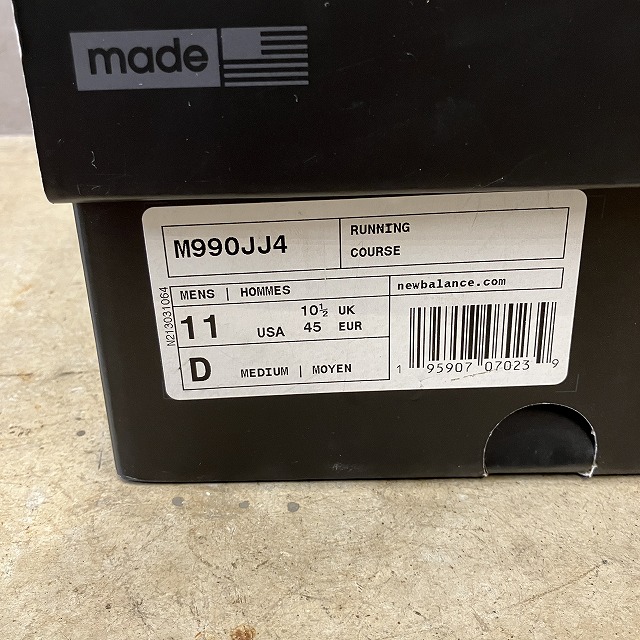 made
M990JJ4
RUNNING
COURSE
N213031064
MENS | HOMMES
newbalance.com
11 USA 10½ UK
45 EUR
D MEDIUM | MOYEN
1 95907 07023 9